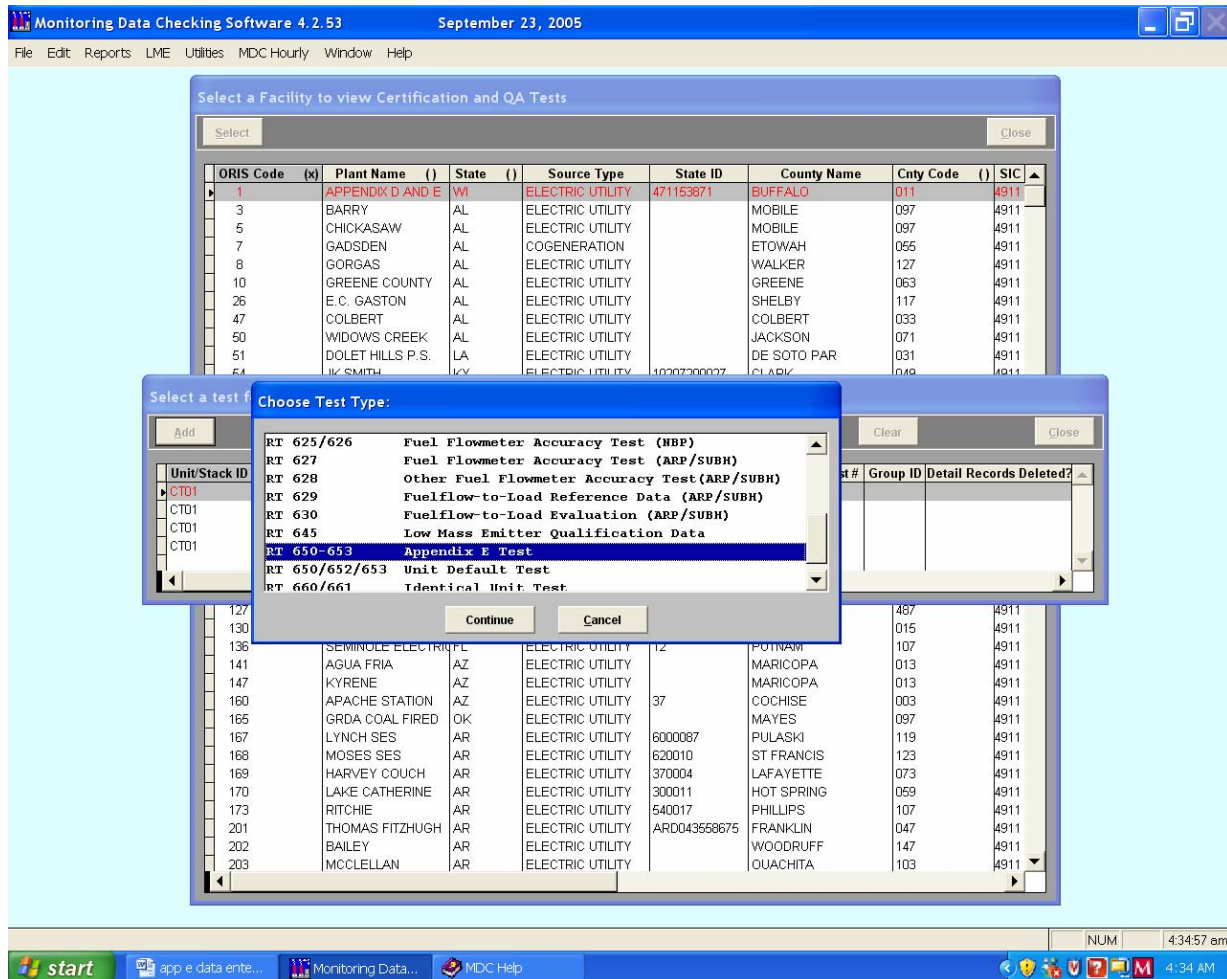 Monitoring Data Checking Software 4.2.53 September 23, 2005
File Edit Reports LME Utilities MDC Hourly Window Help
Select a Facility to view Certification and QA Tests
Select Close
ORIS Code (x) Plant Name () State () Source Type State ID County Name Cnty Code () SIC
1 APPENDIX D AND E WI ELECTRIC UTILITY 471153871 BUFFALO 011 4911
3 BARRY AL ELECTRIC UTILITY MOBILE 097 4911
5 CHICKASAW AL ELECTRIC UTILITY MOBILE 097 4911
7 GADSDEN AL COGENERATION ETOWAH 055 4911
8 GORGAS AL ELECTRIC UTILITY WALKER 127 4911
10 GREENE COUNTY AL ELECTRIC UTILITY GREENE 063 4911
26 E.C. GASTON AL ELECTRIC UTILITY SHELBY 117 4911
47 COLBERT AL ELECTRIC UTILITY COLBERT 033 4911
50 WIDOWS CREEK AL ELECTRIC UTILITY JACKSON 071 4911
51 DOLET HILLS P.S. LA ELECTRIC UTILITY DE SOTO PAR 031 4911
54 JK SMITH KY ELECTRIC UTILITY 10207200027 CLARK 049 4911
Select a test f
Choose Test Type:
Add Clear Close
Unit/Stack ID st # Group ID Detail Records Deleted?
CT01
CT01
CT01
CT01
RT 625/626 Fuel Flowmeter Accuracy Test (NBP)
RT 627 Fuel Flowmeter Accuracy Test (ARP/SUBH)
RT 628 Other Fuel Flowmeter Accuracy Test(ARP/SUBH)
RT 629 Fuelflow-to-Load Reference Data (ARP/SUBH)
RT 630 Fuelflow-to-Load Evaluation (ARP/SUBH)
RT 645 Low Mass Emitter Qualification Data
RT 650-653 Appendix E Test
RT 650/652/653 Unit Default Test
RT 660/661 Identical Unit Test
Continue Cancel
127 487 4911
130 015 4911
136 SEMINOLE ELECTRIC FL ELECTRIC UTILITY 12 PUTNAM 107 4911
141 AGUA FRIA AZ ELECTRIC UTILITY MARICOPA 013 4911
147 KYRENE AZ ELECTRIC UTILITY MARICOPA 013 4911
160 APACHE STATION AZ ELECTRIC UTILITY 37 COCHISE 003 4911
165 GRDA COAL FIRED OK ELECTRIC UTILITY MAYES 097 4911
167 LYNCH SES AR ELECTRIC UTILITY 6000087 PULASKI 119 4911
168 MOSES SES AR ELECTRIC UTILITY 620010 ST FRANCIS 123 4911
169 HARVEY COUCH AR ELECTRIC UTILITY 370004 LAFAYETTE 073 4911
170 LAKE CATHERINE AR ELECTRIC UTILITY 300011 HOT SPRING 059 4911
173 RITCHIE AR ELECTRIC UTILITY 540017 PHILLIPS 107 4911
201 THOMAS FITZHUGH AR ELECTRIC UTILITY ARD043558675 FRANKLIN 047 4911
202 BAILEY AR ELECTRIC UTILITY WOODRUFF 147 4911
203 MCCLELLAN AR ELECTRIC UTILITY OUACHITA 103 4911
NUM 4:34:57 am
start app e data ente... Monitoring Data... MDC Help 4:34 AM